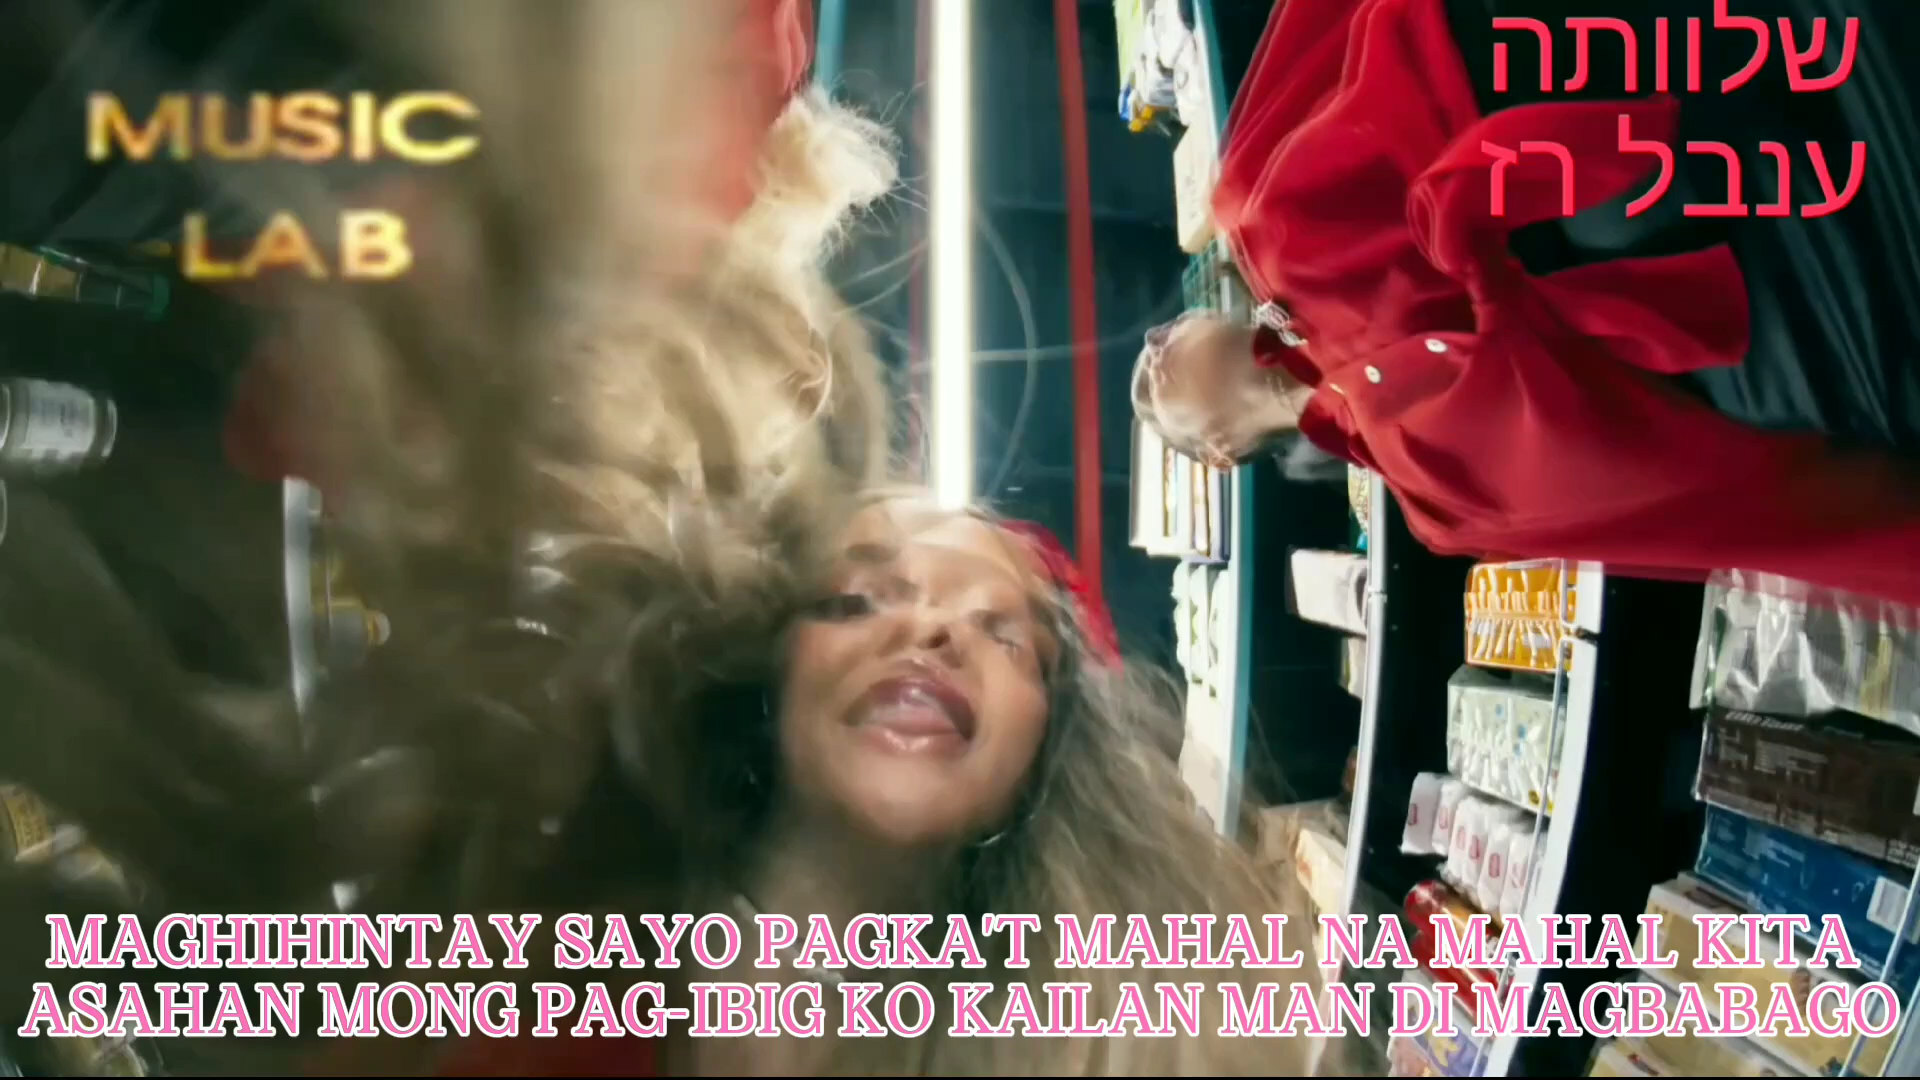 MUSIC
LAB
שלוותה
ענבל רז
MAGHIHINTAY SAYO PAGKA'T MAHAL NA MAHAL KITA
ASAHAN MONG PAG-IBIG KO KAILAN MAN DI MAGBABAGO